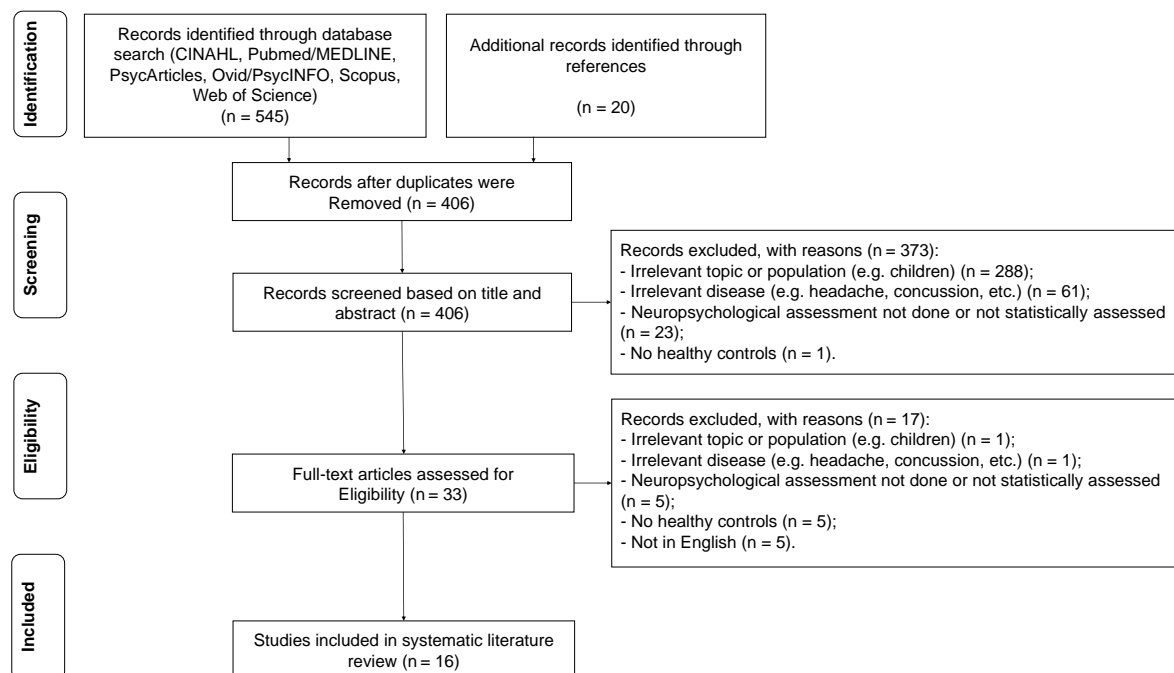 Identification
Records identified through database
search (CINAHL, Pubmed/MEDLINE,
PsycArticles, Ovid/PsycINFO, Scopus,
Web of Science)
(n = 545)
Additional records identified through
references
(n = 20)
Records after duplicates were
Removed (n = 406)
Screening
Records screened based on title and
abstract (n = 406)
Records excluded, with reasons (n = 373):
- Irrelevant topic or population (e.g. children) (n = 288);
- Irrelevant disease (e.g. headache, concussion, etc.) (n = 61);
- Neuropsychological assessment not done or not statistically assessed
(n = 23);
- No healthy controls (n = 1).
Eligibility
Full-text articles assessed for
Eligibility (n = 33)
Records excluded, with reasons (n = 17):
- Irrelevant topic or population (e.g. children) (n = 1);
- Irrelevant disease (e.g. headache, concussion, etc.) (n = 1);
- Neuropsychological assessment not done or not statistically assessed
(n = 5);
- No healthy controls (n = 5);
- Not in English (n = 5).
Included
Studies included in systematic literature
review (n = 16)